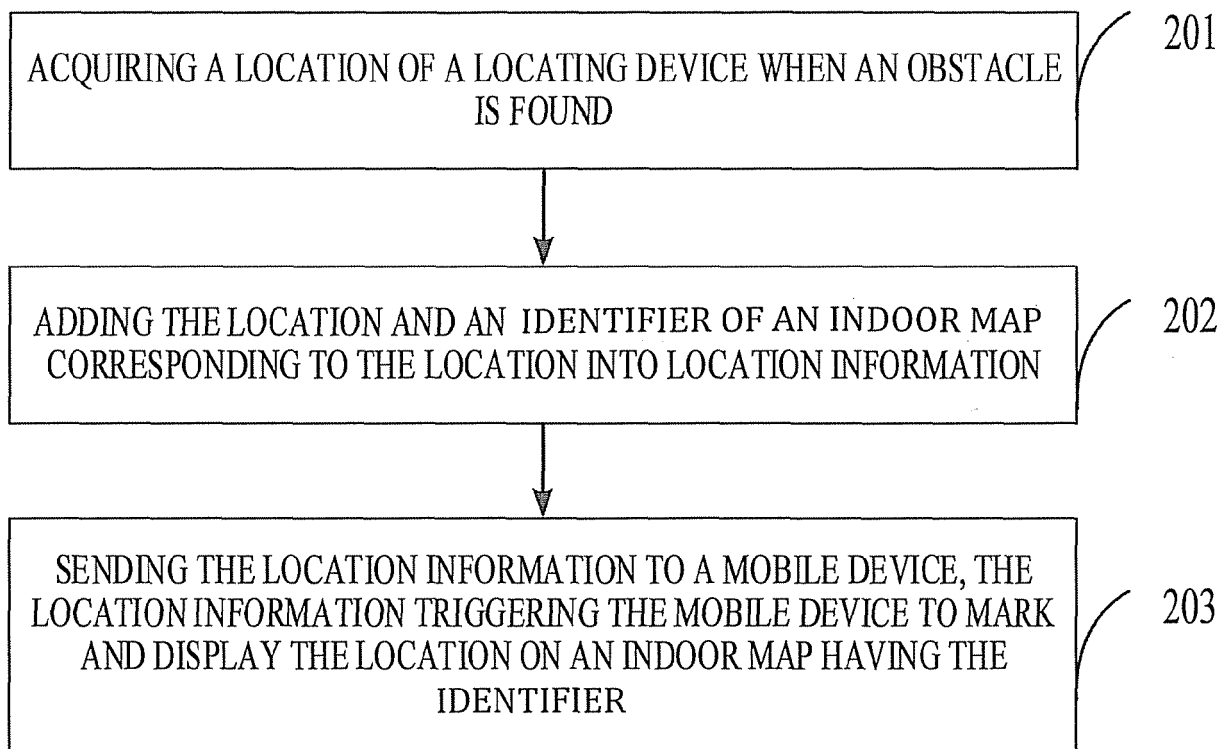 201
ACQUIRING A LOCATION OF A LOCATING DEVICE WHEN AN OBSTACLE
IS FOUND
202
ADDING THE LOCATION AND AN IDENTIFIER OF AN INDOOR MAP
CORRESPONDING TO THE LOCATION INTO LOCATION INFORMATION
SENDING THE LOCATION INFORMATION TO A MOBILE DEVICE, THE
LOCATION INFORMATION TRIGGERING THE MOBILE DEVICE TO MARK
203
AND DISPLAY THE LOCATION ON AN INDOOR MAP HAVING THE
IDENTIFIER